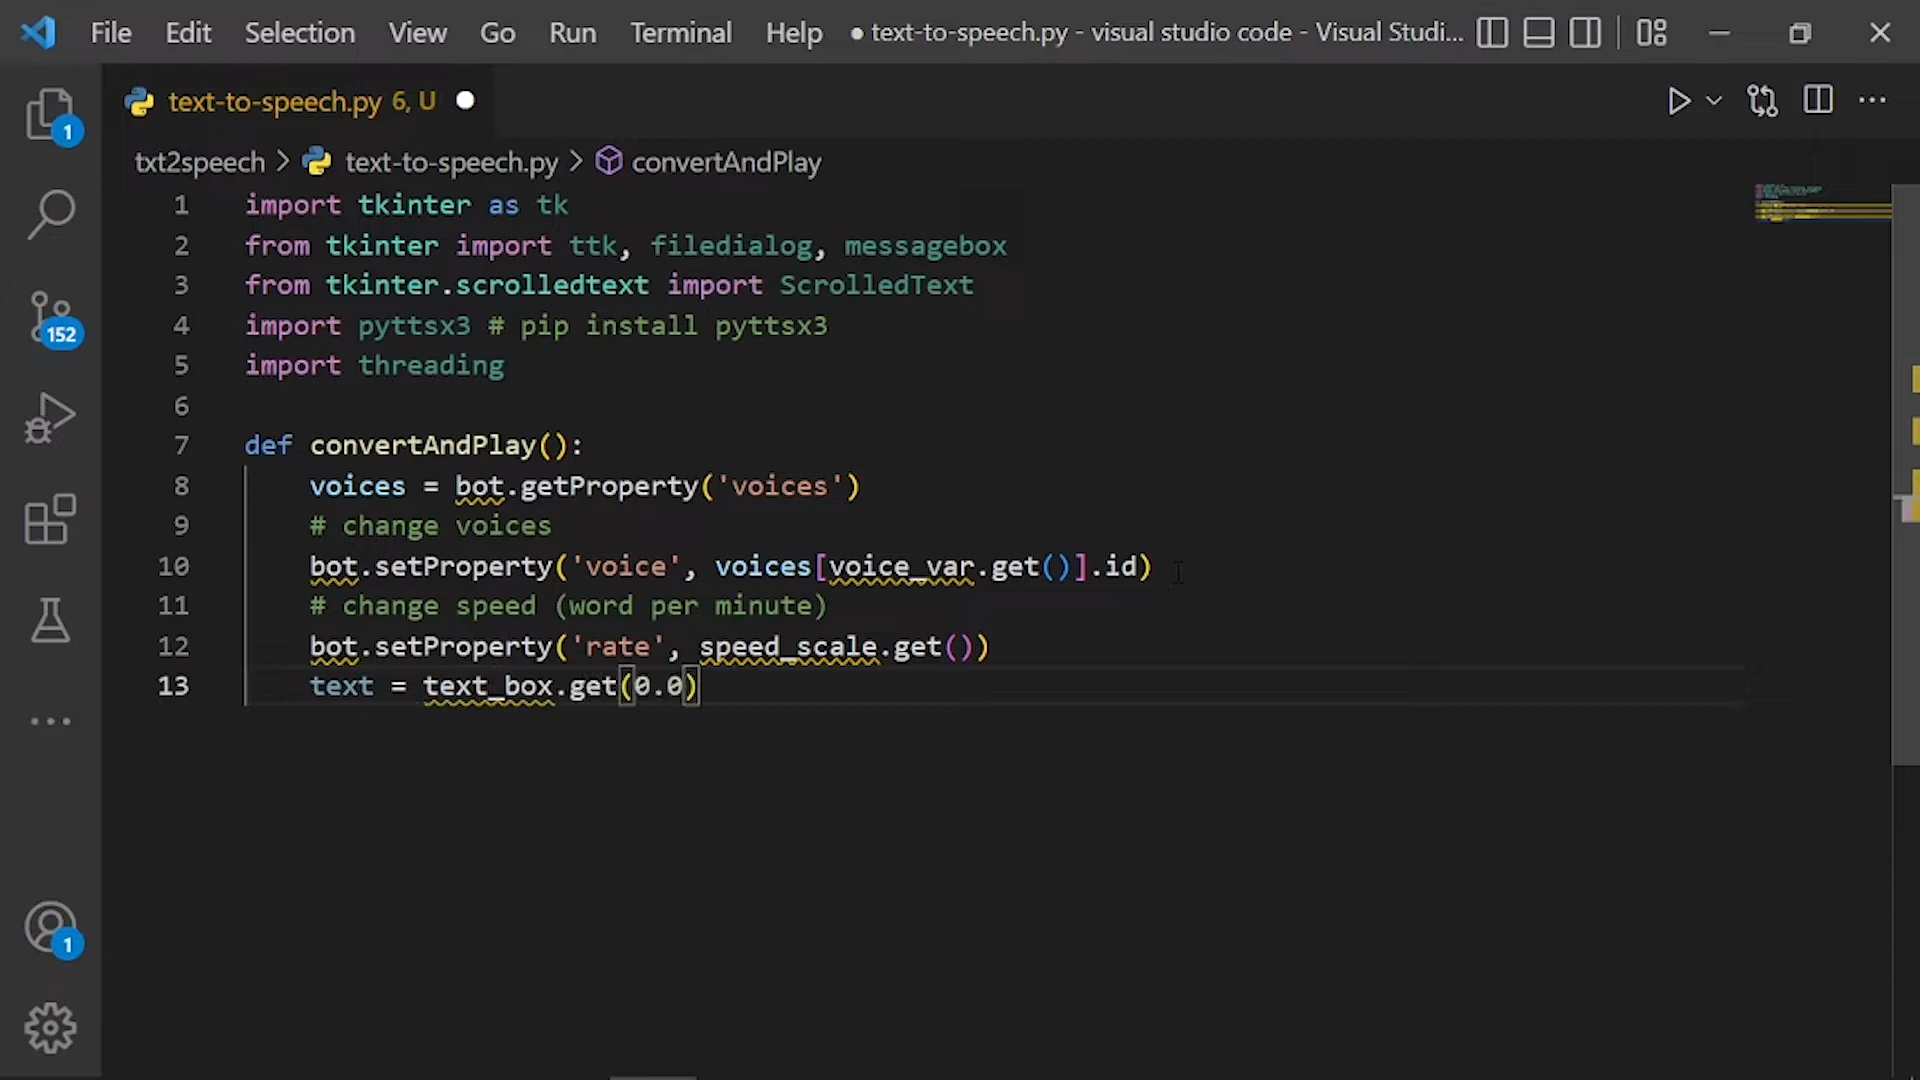 File Edit Selection View Go Run Terminal Help ● text-to-speech.py - visual studio code - Visual Studi...
text-to-speech.py 6, U
txt2speech > text-to-speech.py > convertAndPlay
1 import tkinter as tk
2 from tkinter import ttk, filedialog, messagebox
3 from tkinter.scrolledtext import ScrolledText
4 import pyttsx3 # pip install pyttsx3
5 import threading
6
7 def convertAndPlay():
8     voices = bot.getProperty('voices')
9     # change voices
10     bot.setProperty('voice', voices[voice_var.get()].id)
11     # change speed (word per minute)
12     bot.setProperty('rate', speed_scale.get())
13     text = text_box.get(0.0)
1
152
1